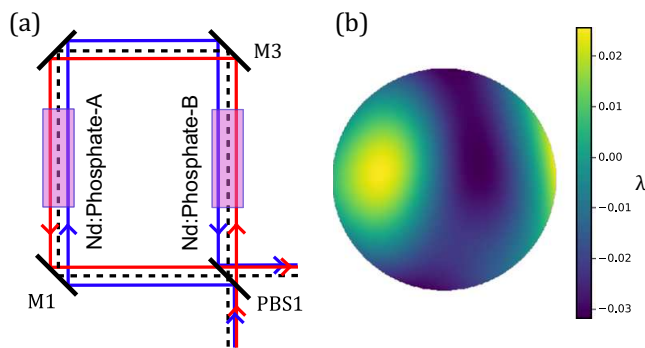 (a)
M3
Nd:Phosphate-A
Nd:Phosphate-B
M1
PBS1
(b)
0.02
0.01
0.00
−0.01
−0.02
−0.03
λ